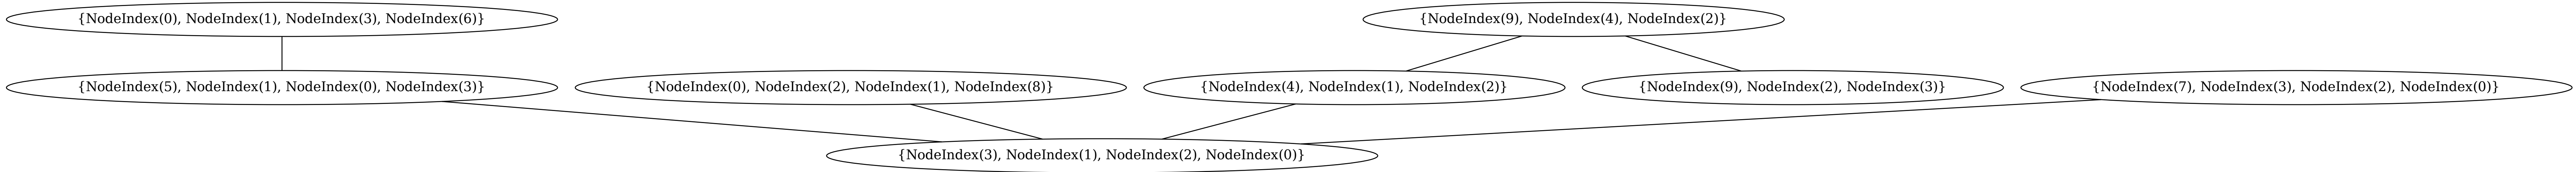 {NodeIndex(0), NodeIndex(1), NodeIndex(3), NodeIndex(6)}
{NodeIndex(9), NodeIndex(4), NodeIndex(2)}
{NodeIndex(5), NodeIndex(1), NodeIndex(0), NodeIndex(3)}
{NodeIndex(0), NodeIndex(2), NodeIndex(1), NodeIndex(8)}
{NodeIndex(4), NodeIndex(1), NodeIndex(2)}
{NodeIndex(9), NodeIndex(2), NodeIndex(3)}
{NodeIndex(7), NodeIndex(3), NodeIndex(2), NodeIndex(0)}
{NodeIndex(3), NodeIndex(1), NodeIndex(2), NodeIndex(0)}